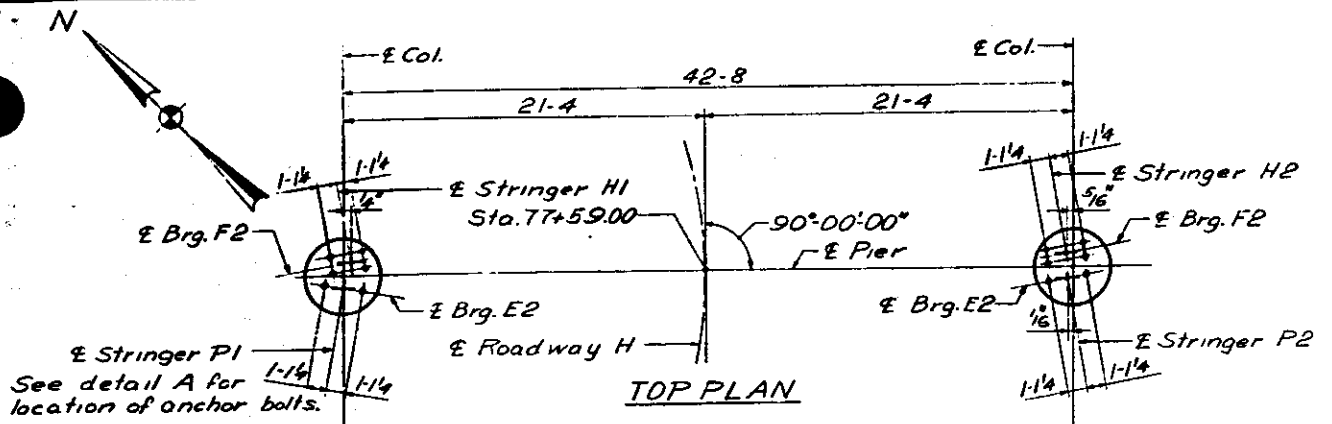 N
℄ Col.
℄ Col.
42-8
21-4
21-4
1-1¼
1-1¼
℄ Stringer H1
¼"
Sta. 77+59.00
90°-00'-00"
℄ Brg. F2
℄ Pier
1-1¼
1-1¼
℄ Stringer H2
5/16"
℄ Brg. F2
℄ Brg. E2
℄ Brg. E2
1/16"
℄ Stringer P1
℄ Roadway H
℄ Stringer P2
See detail A for
location of anchor bolts.
1-1¼
1-1¼
1-1¼
1-1¼
TOP PLAN